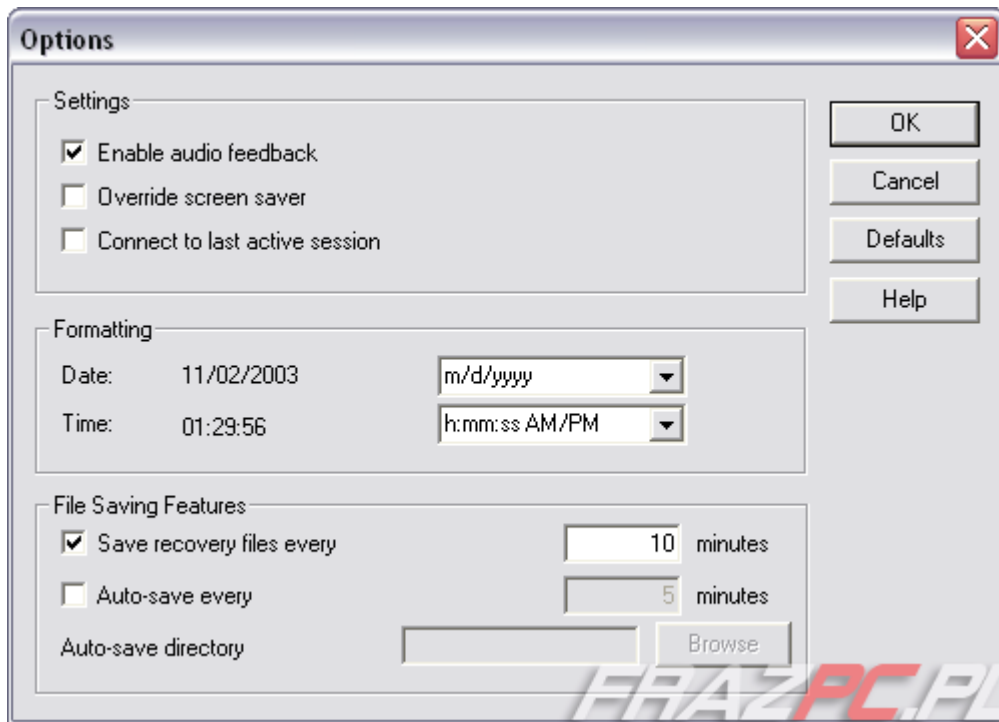 Options
Settings
Enable audio feedback
Override screen saver
Connect to last active session
OK
Cancel
Defaults
Help
Formatting
Date: 11/02/2003 m/d/yyyy
Time: 01:29:56 h:mm:ss AM/PM
File Saving Features
Save recovery files every 10 minutes
Auto-save every 5 minutes
Auto-save directory Browse
FRAZPC.PL